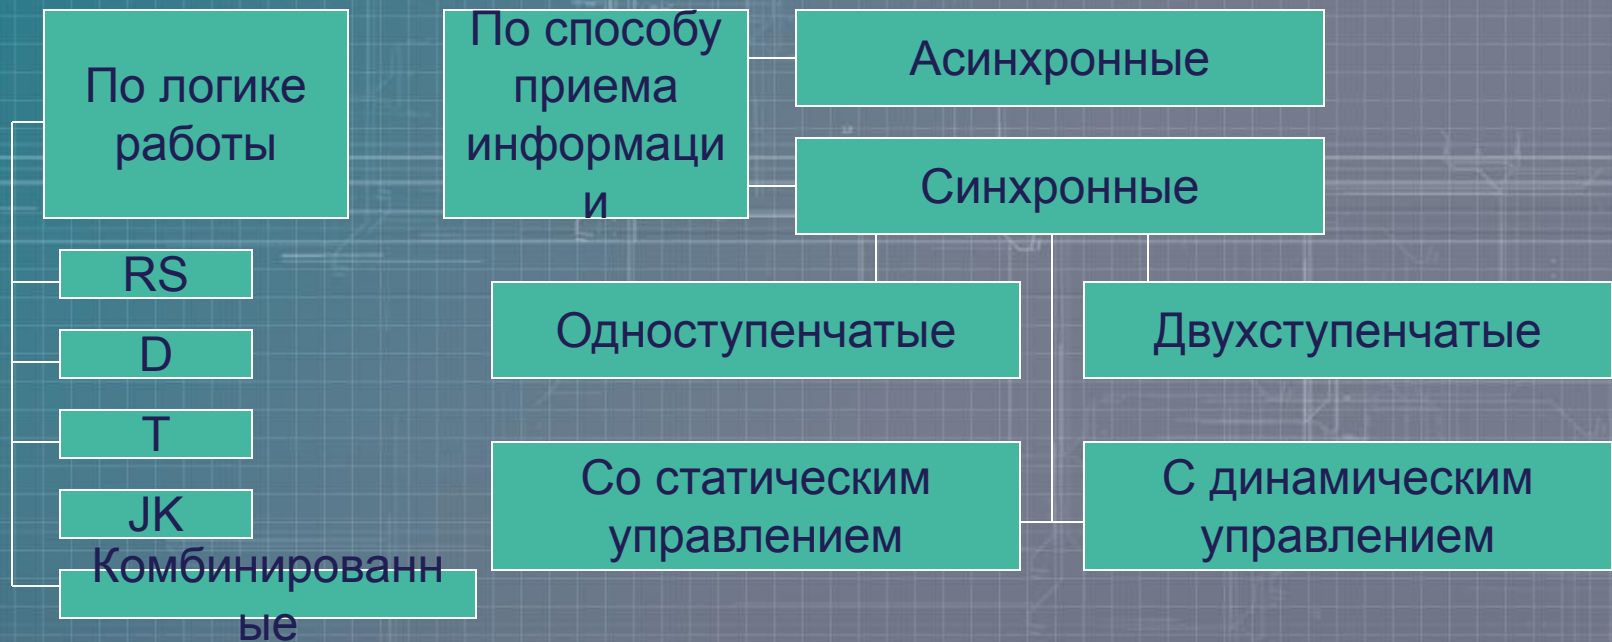 По логике
работы
RS
D
T
JK
Комбинированн
ые
По способу
приема
информаци
и
Асинхронные
Синхронные
Одноступенчатые
Двухступенчатые
Со статическим
управлением
С динамическим
управлением